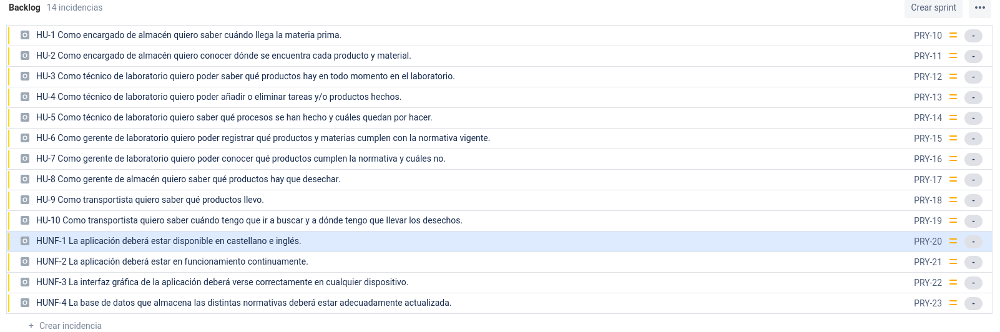 Backlog 14 incidencias Crear sprint •••
HU-1 Como encargado de almacén quiero saber cuándo llega la materia prima. PRY-10 -
HU-2 Como encargado de almacén quiero conocer dónde se encuentra cada producto y material. PRY-11 -
HU-3 Como técnico de laboratorio quiero poder saber qué productos hay en todo momento en el laboratorio. PRY-12 -
HU-4 Como técnico de laboratorio quiero poder añadir o eliminar tareas y/o productos hechos. PRY-13 -
HU-5 Como técnico de laboratorio quiero saber qué procesos se han hecho y cuáles quedan por hacer. PRY-14 -
HU-6 Como gerente de laboratorio quiero poder registrar qué productos y materias cumplen con la normativa vigente. PRY-15 -
HU-7 Como gerente de laboratorio quiero poder conocer qué productos cumplen la normativa y cuáles no. PRY-16 -
HU-8 Como gerente de almacén quiero saber qué productos hay que desechar. PRY-17 -
HU-9 Como transportista quiero saber qué productos llevo. PRY-18 -
HU-10 Como transportista quiero saber cuándo tengo que ir a buscar y a dónde tengo que llevar los desechos. PRY-19 -
HUNF-1 La aplicación deberá estar disponible en castellano e inglés. PRY-20 -
HUNF-2 La aplicación deberá estar en funcionamiento continuamente. PRY-21 -
HUNF-3 La interfaz gráfica de la aplicación deberá verse correctamente en cualquier dispositivo. PRY-22 -
HUNF-4 La base de datos que almacena las distintas normativas deberá estar adecuadamente actualizada. PRY-23 -
+ Crear incidencia